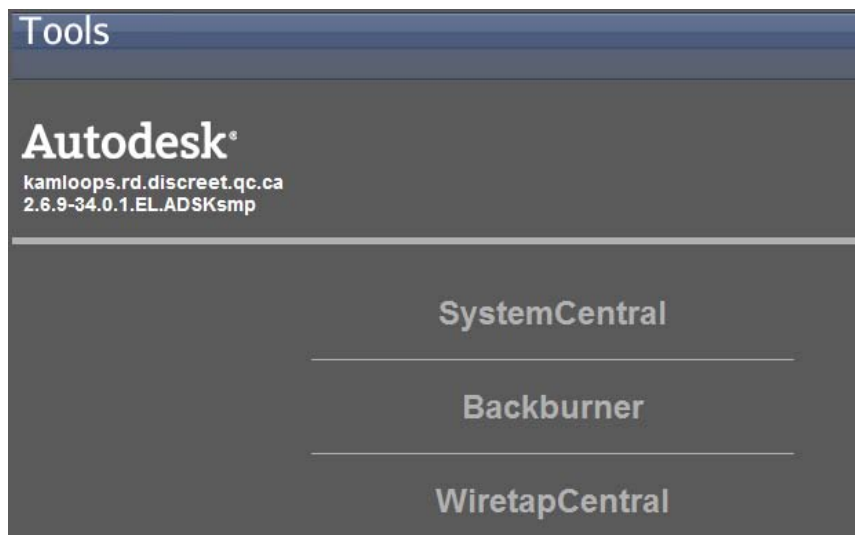 Tools
Autodesk®
kamloops.rd.discreet.qc.ca
2.6.9-34.0.1.EL.ADSKsmp
SystemCentral
Backburner
WiretapCentral